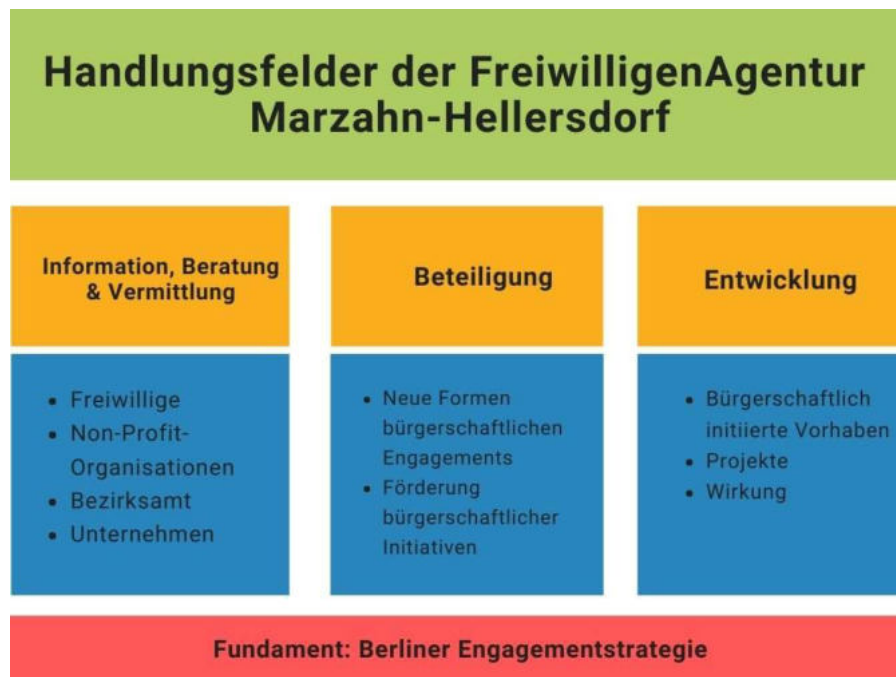 Handlungsfelder der FreiwilligenAgentur
Marzahn-Hellersdorf
Information, Beratung
& Vermittlung
• Freiwillige
• Non-Profit-
Organisationen
• Bezirksamt
• Unternehmen
Beteiligung
• Neue Formen
bürgerschaftlichen
Engagements
• Förderung
bürgerschaftlicher
Initiativen
Entwicklung
• Bürgerschaftlich
initiierte Vorhaben
• Projekte
• Wirkung
Fundament: Berliner Engagementstrategie